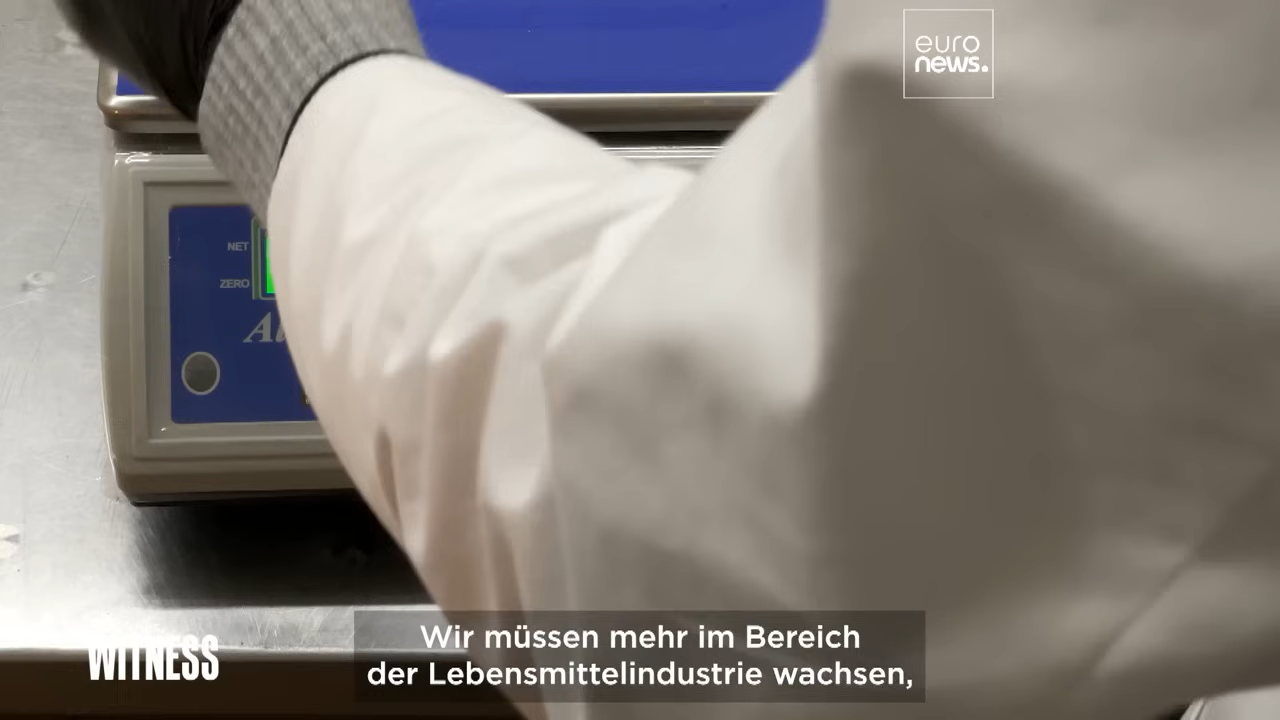 euro
news.
NET
ZERO
WITNESS
Wir müssen mehr im Bereich
der Lebensmittelindustrie wachsen,